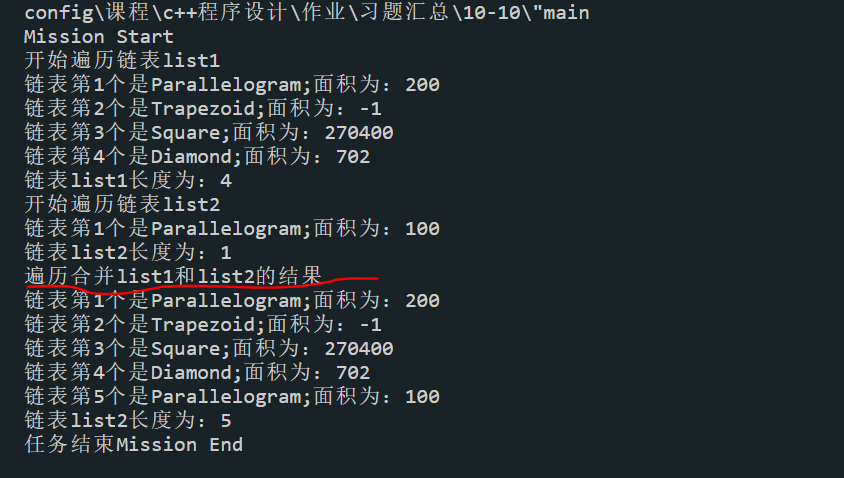 config\课程\c++程序设计\作业\习题汇总\10-10\"main
Mission Start
开始遍历链表list1
链表第1个是Parallelogram;面积为：200
链表第2个是Trapezoid;面积为：-1
链表第3个是Square;面积为：270400
链表第4个是Diamond;面积为：702
链表list1长度为：4
开始遍历链表list2
链表第1个是Parallelogram;面积为：100
链表list2长度为：1
遍历合并list1和list2的结果
链表第1个是Parallelogram;面积为：200
链表第2个是Trapezoid;面积为：-1
链表第3个是Square;面积为：270400
链表第4个是Diamond;面积为：702
链表第5个是Parallelogram;面积为：100
链表list2长度为：5
任务结束Mission End